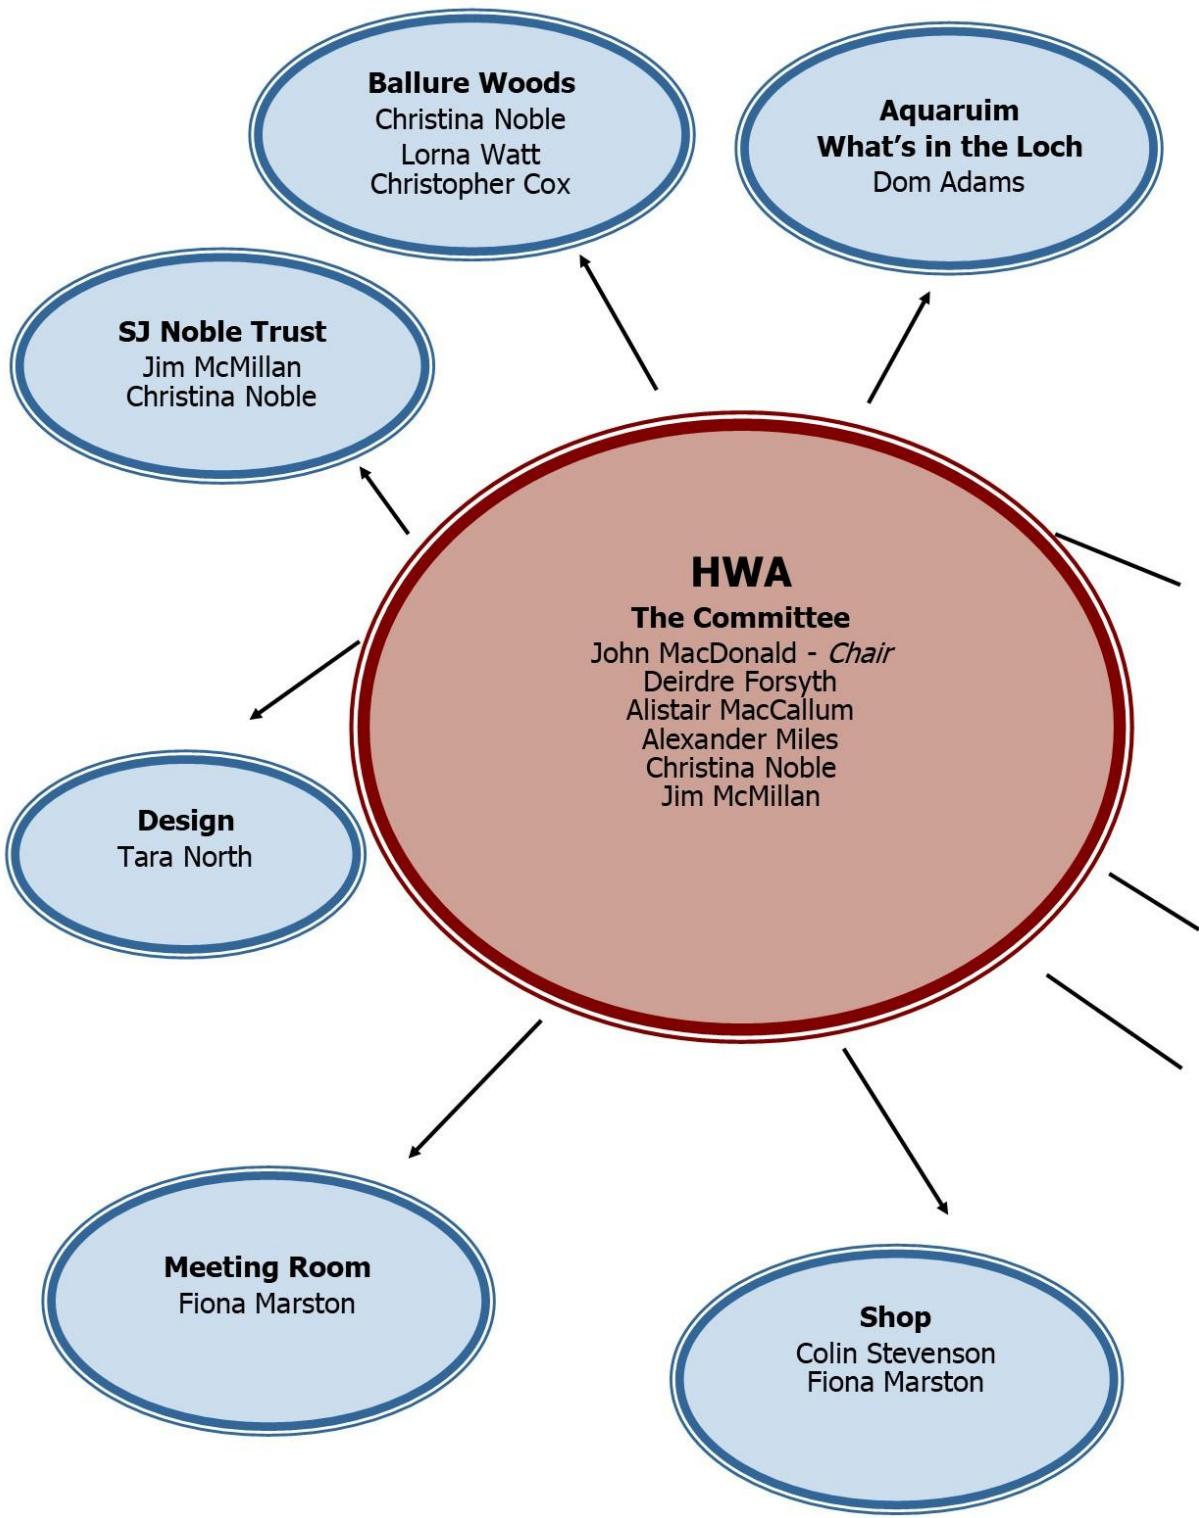 Ballure Woods
Christina Noble
Lorna Watt
Christopher Cox
Aquaruim
What's in the Loch
Dom Adams
SJ Noble Trust
Jim McMillan
Christina Noble
HWA
The Committee
John MacDonald - Chair
Deirdre Forsyth
Alistair MacCallum
Alexander Miles
Christina Noble
Jim McMillan
Design
Tara North
Meeting Room
Fiona Marston
Shop
Colin Stevenson
Fiona Marston